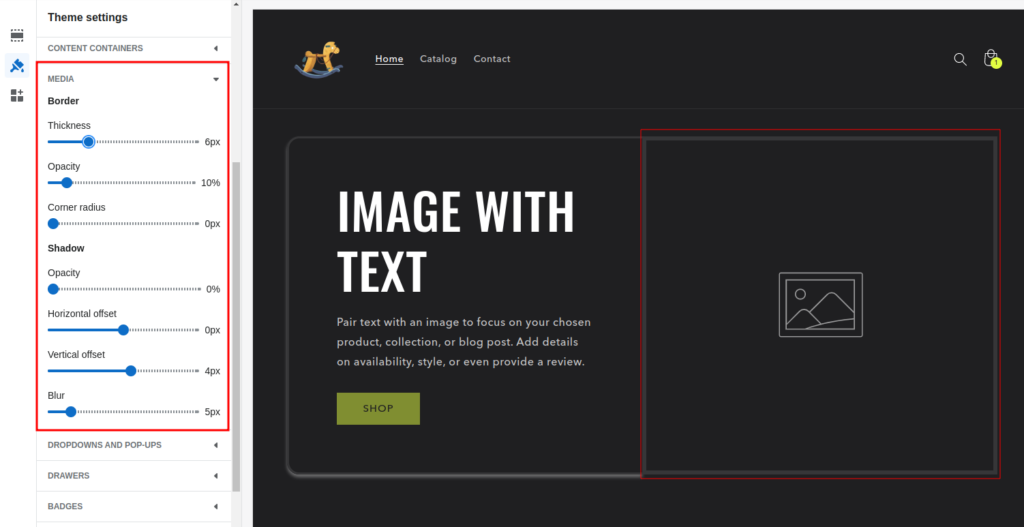 Theme settings
CONTENT CONTAINERS
MEDIA
Border
Thickness
6px
Opacity
10%
Corner radius
0px
Shadow
Opacity
0%
Horizontal offset
0px
Vertical offset
4px
Blur
5px
DROPDOWNS AND POP-UPS
DRAWERS
BADGES
Home Catalog Contact
1
IMAGE WITH
TEXT
Pair text with an image to focus on your chosen
product, collection, or blog post. Add details
on availability, style, or even provide a review.
SHOP